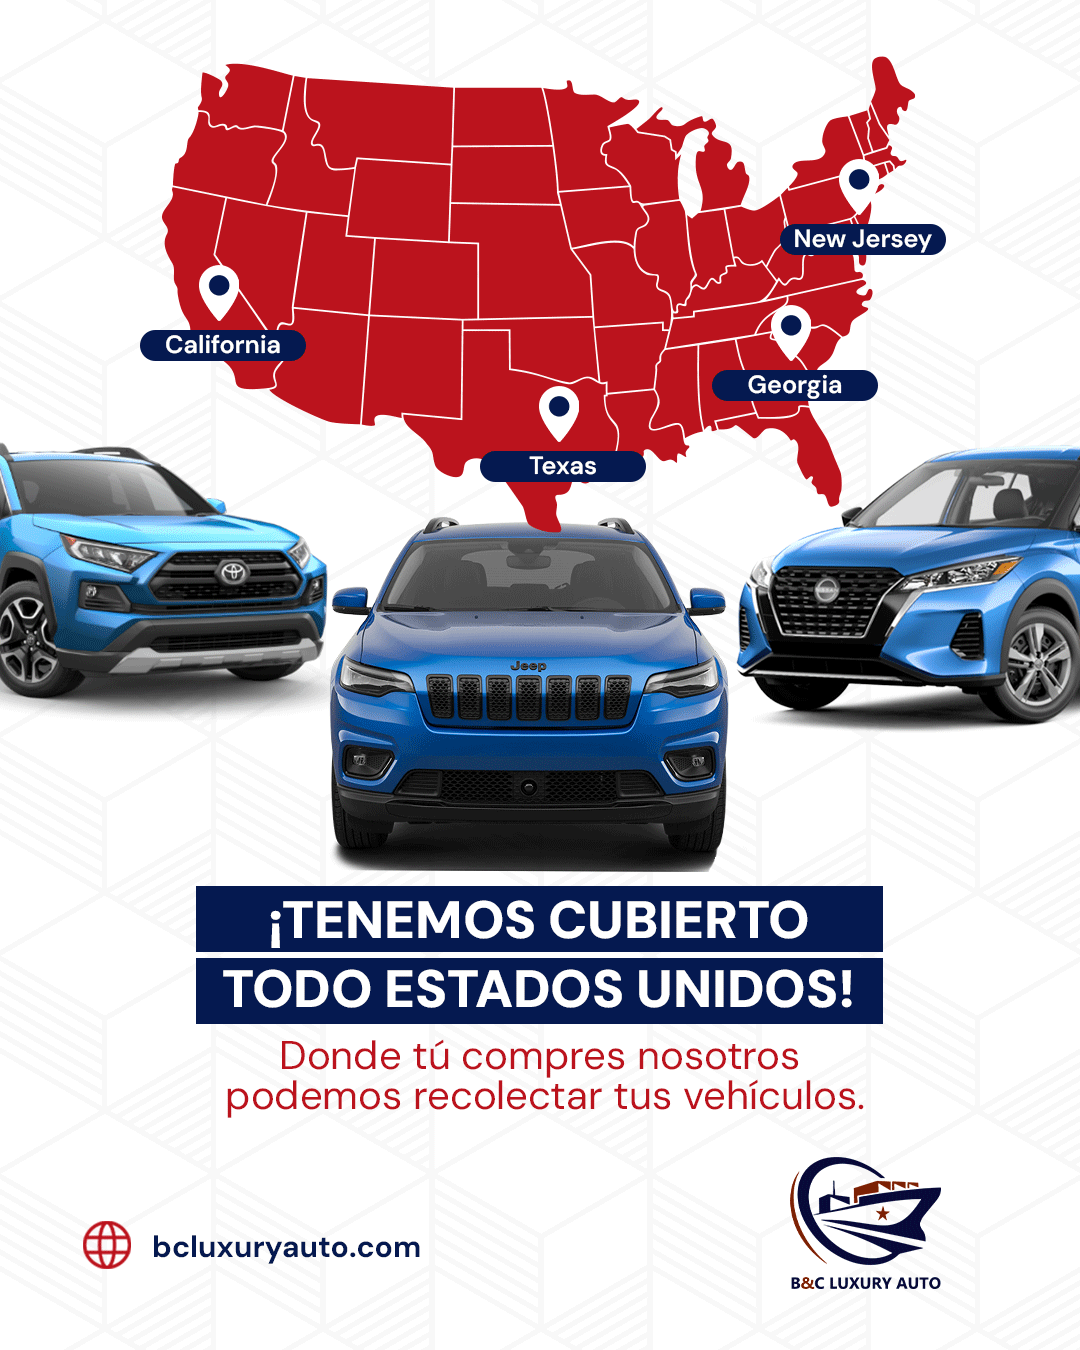 New Jersey
California
Georgia
Texas
Jeep
¡TENEMOS CUBIERTO
TODO ESTADOS UNIDOS!
Donde tú compres nosotros
podemos recolectar tus vehículos.
bcluxuryauto.com
B&C LUXURY AUTO